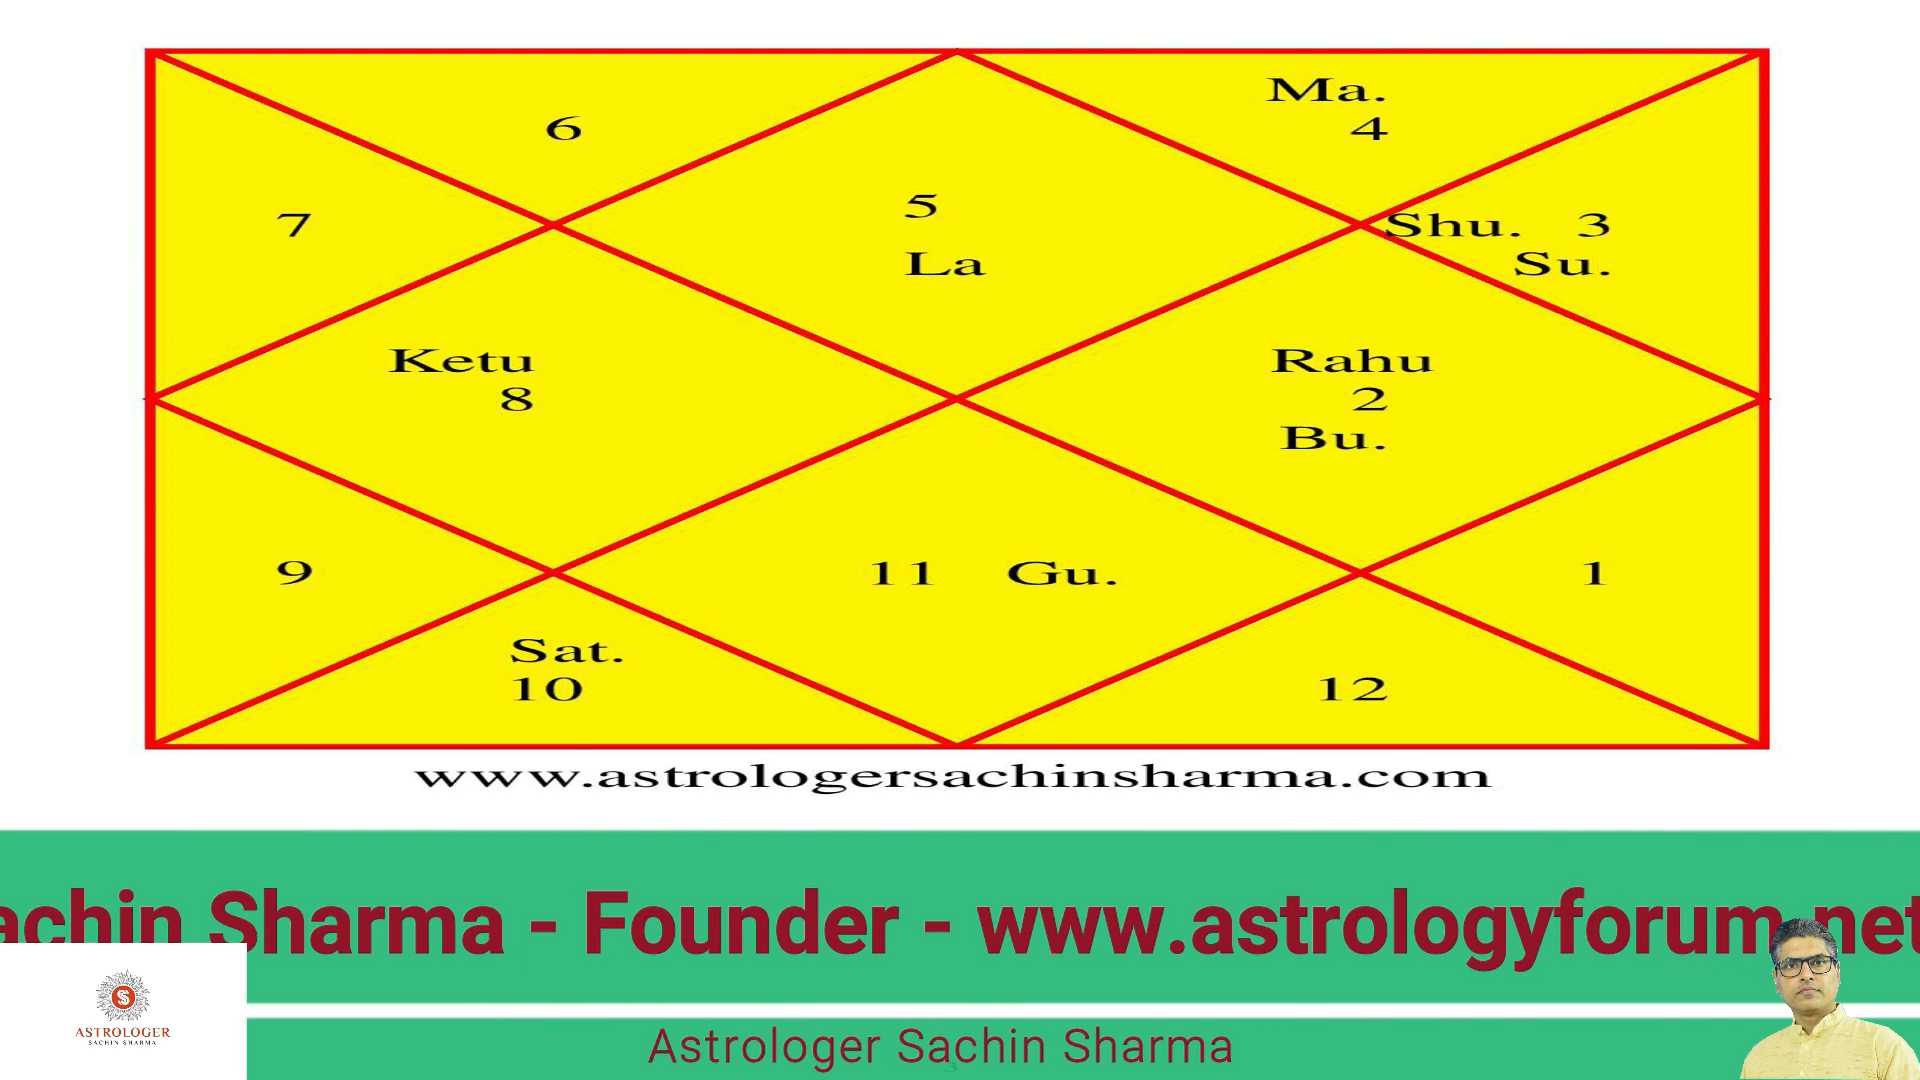 Ma.
6
4
5
7
Shu. 3
La
Su.
Ketu
Rahu
8
2
Bu.
9
11 Gu.
1
Sat.
10
12
www.astrologersachinsharma.com
achin Sharma - Founder - www.astrologyforum.net
S
ASTROLOGER
SACHIN SHARMA
Astrologer Sachin Sharma